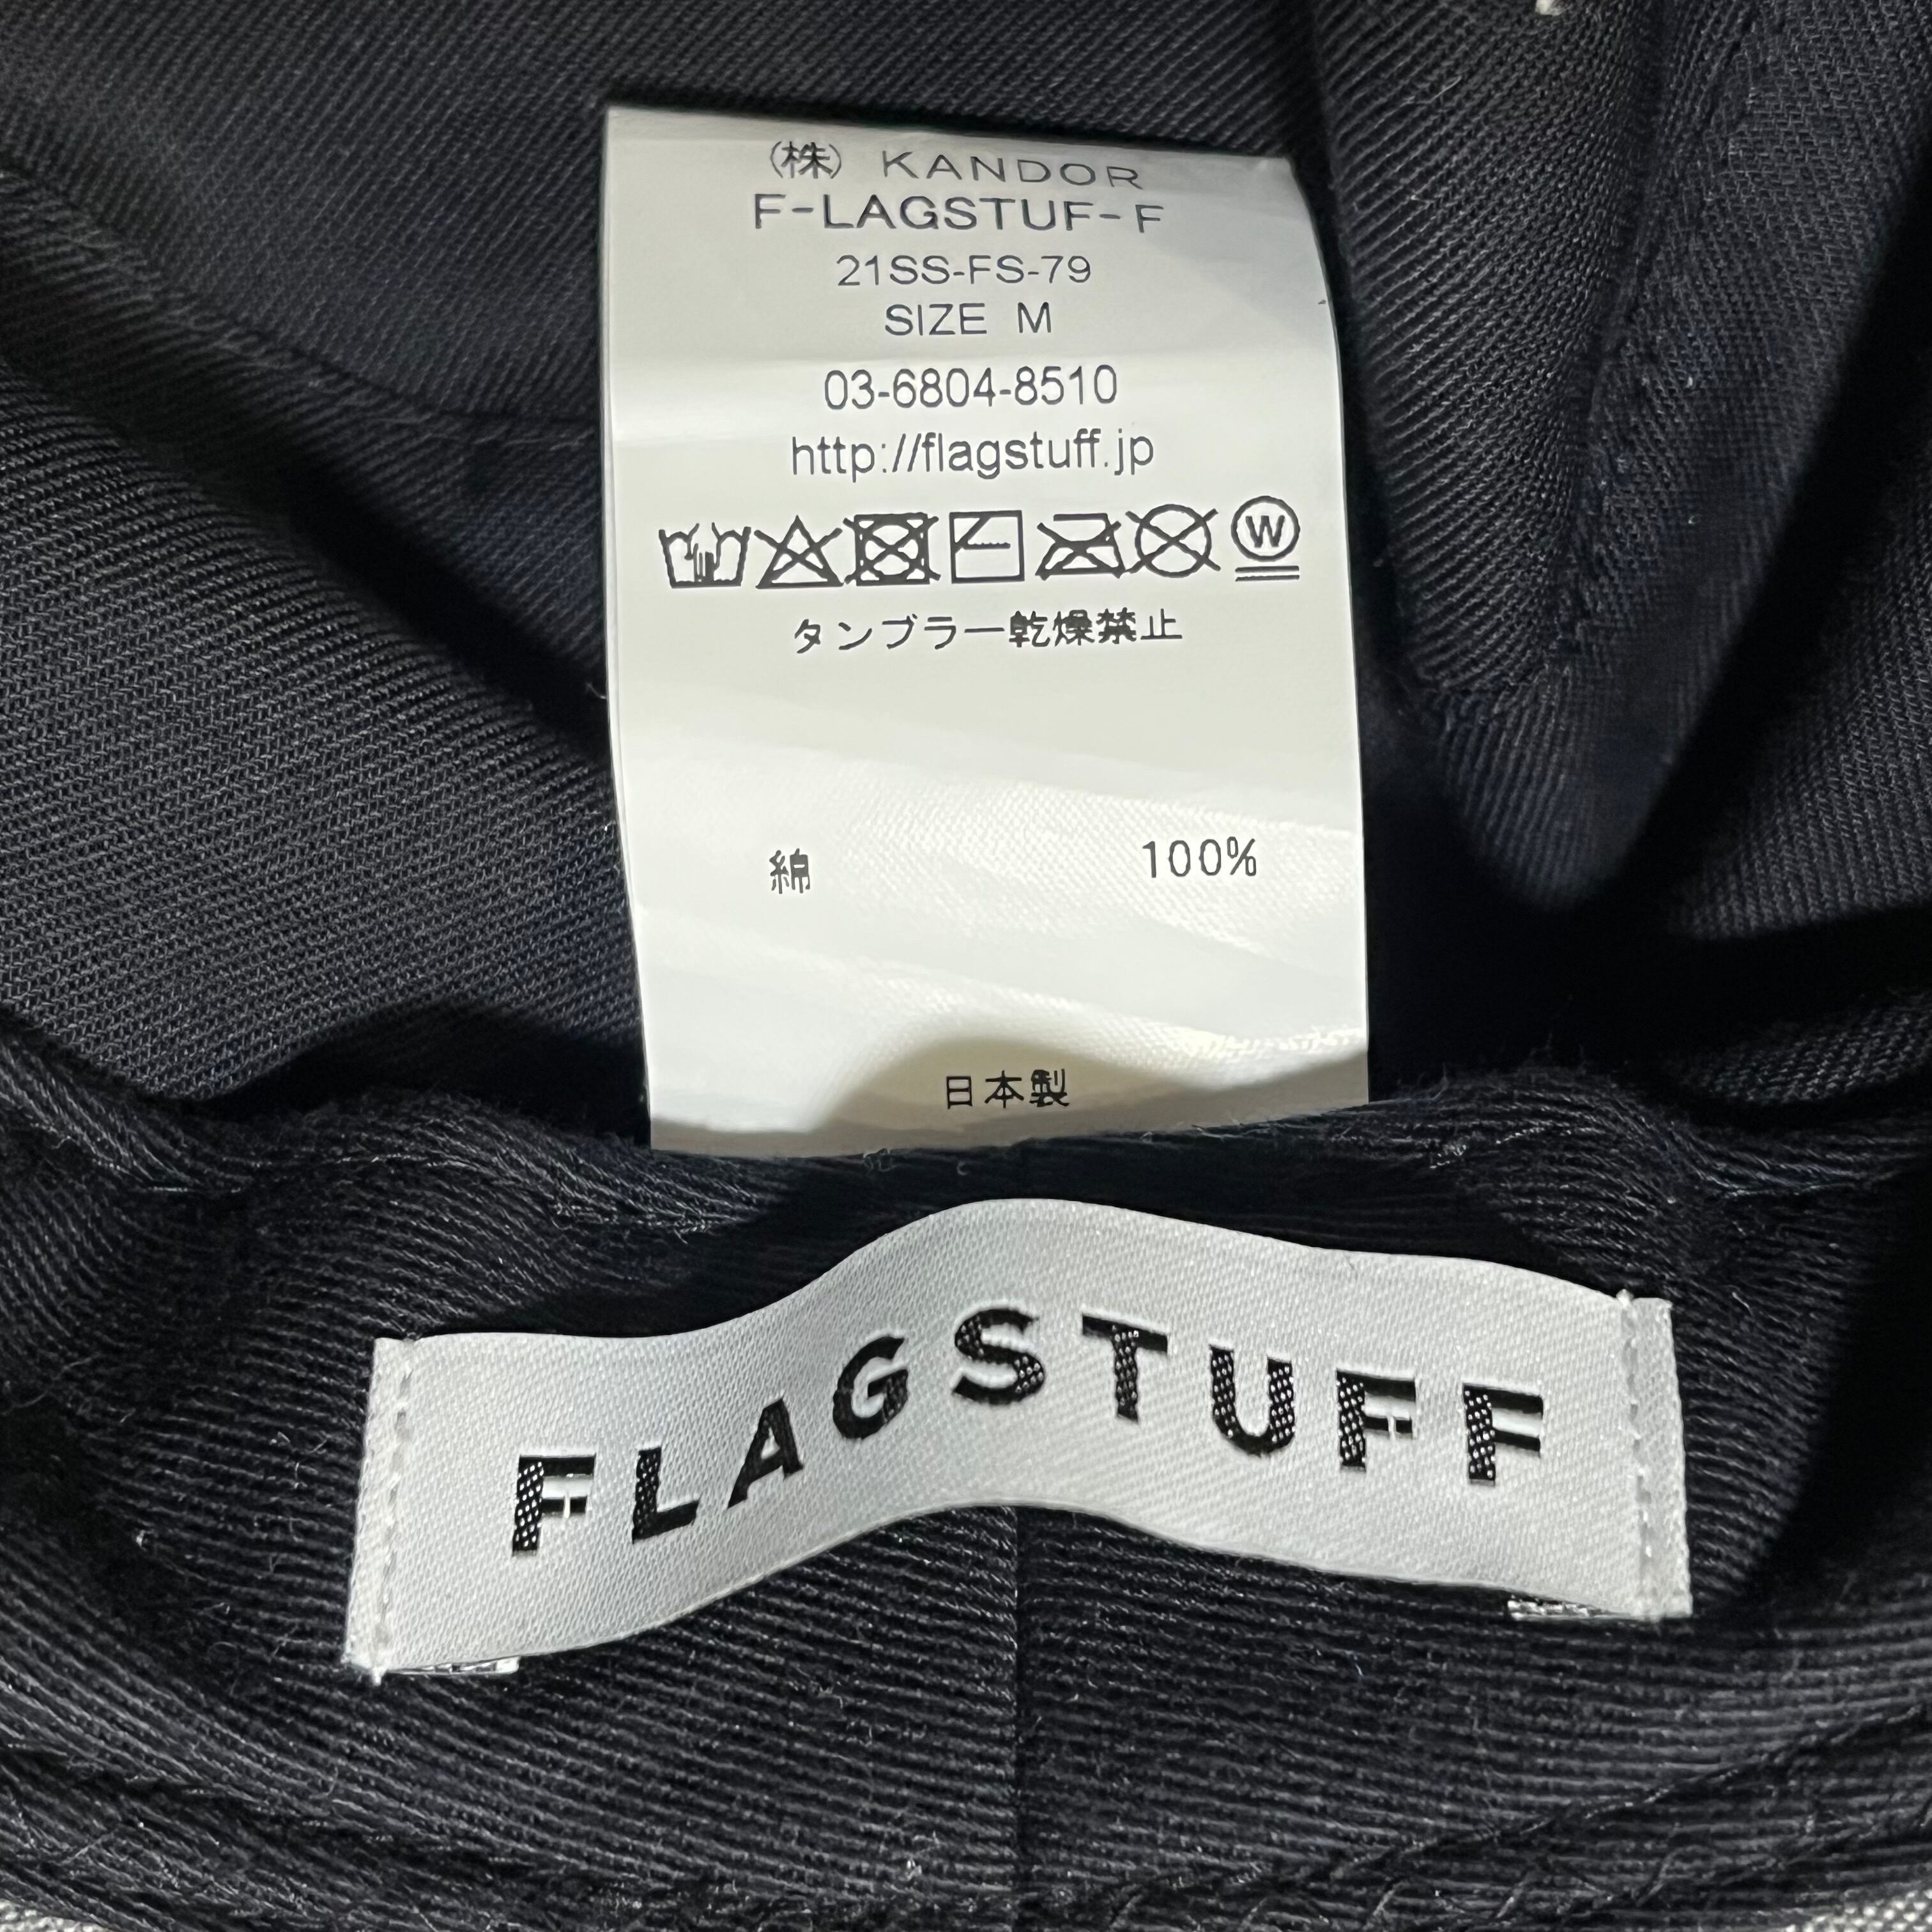 (株) KANDOR
F-LAGSTUF-F
21SS-FS-79
SIZE M
03-6804-8510
http://flagstuff.jp
W
タンブラー乾燥禁止
綿 100%
日本製
FLAGSTUFF